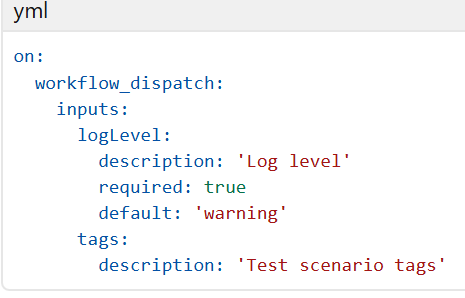 yml
on:
  workflow_dispatch:
    inputs:
      logLevel:
        description: 'Log level'
        required: true
        default: 'warning'
      tags:
        description: 'Test scenario tags'